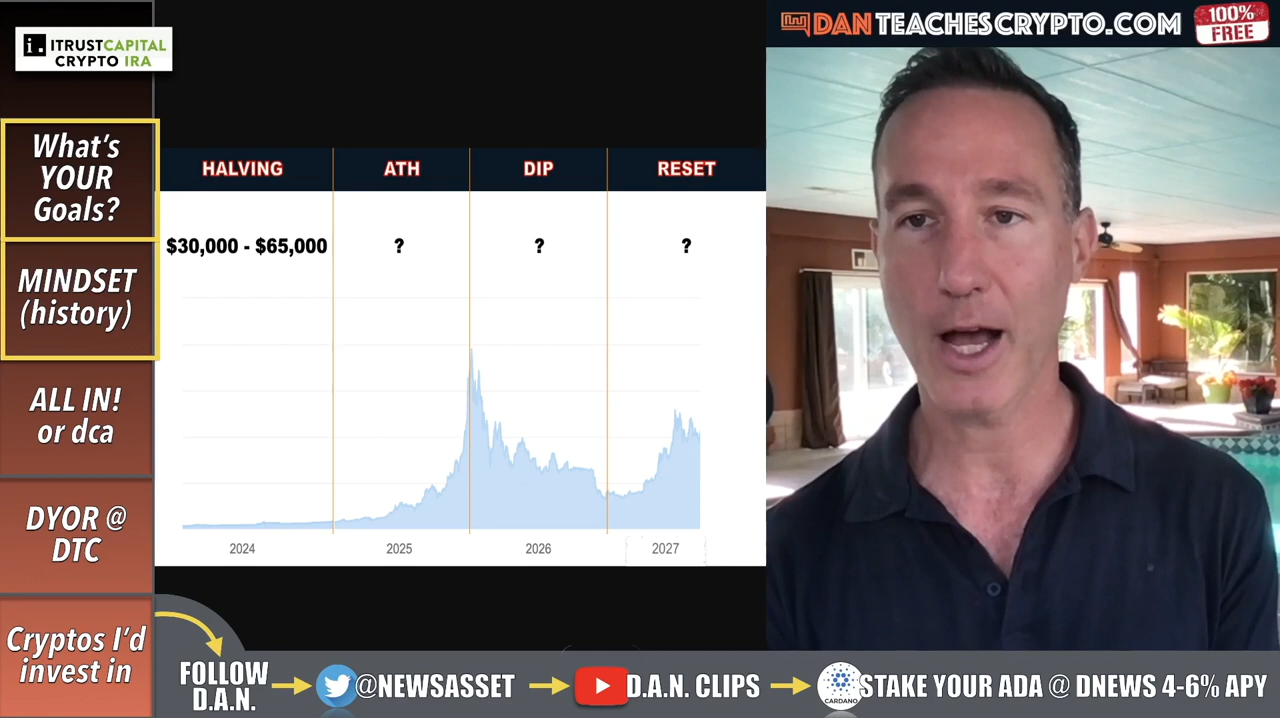 i. ITRUSTCAPITAL
CRYPTO IRA
DANTEACHESCRYPTO.COM
100%
FREE
What's
YOUR
Goals?
MINDSET
(history)
ALL IN!
or dca
DYOR @
DTC
Cryptos I'd
invest in
HALVING ATH DIP RESET
$30,000 - $65,000 ? ? ?
2024 2025 2026 2027
FOLLOW
D.A.N.
@NEWSASSET
D.A.N. CLIPS
CARDANO
STAKE YOUR ADA @ DNEWS 4-6% APY